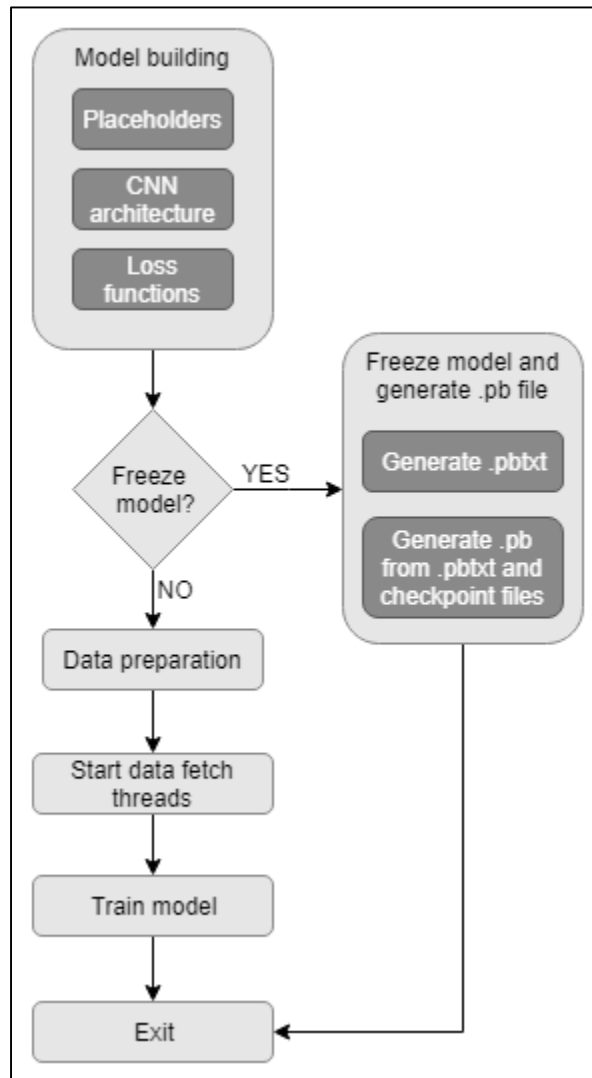 Model building
Placeholders
CNN
architecture
Loss
functions
Freeze
model?
YES
Freeze model and
generate .pb file
Generate .pbtxt
Generate .pb
from .pbtxt and
checkpoint files
NO
Data preparation
Start data fetch
threads
Train model
Exit